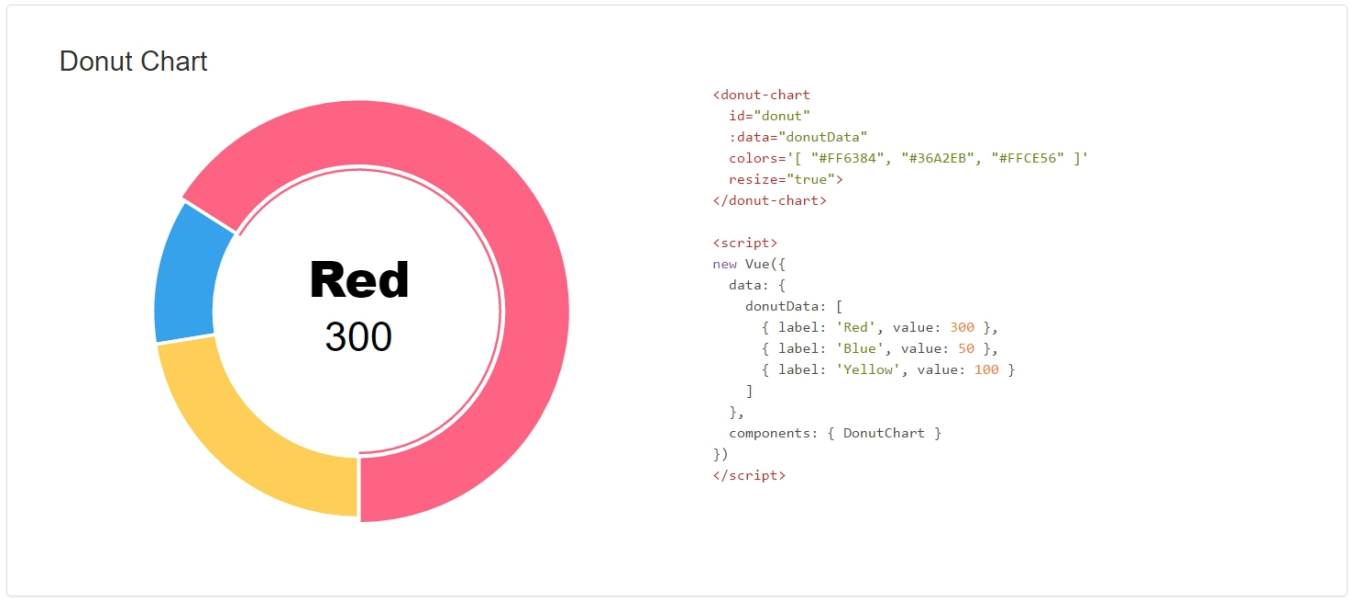 Donut Chart
Red
300
<donut-chart
  id="donut"
  :data="donutData"
  colors='[ "#FF6384", "#36A2EB", "#FFCE56" ]'
  resize="true">
</donut-chart>

<script>
new Vue({
  data: {
    donutData: [
      { label: 'Red', value: 300 },
      { label: 'Blue', value: 50 },
      { label: 'Yellow', value: 100 }
    ]
  },
  components: { DonutChart }
})
</script>